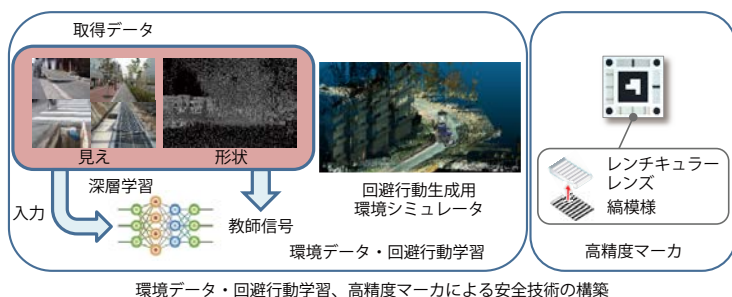 取得データ
見え
形状
深層学習
入力
教師信号
回避行動生成用
環境シミュレータ
環境データ・回避行動学習
レンチキュラー
レンズ
縞模様
高精度マーカ
環境データ・回避行動学習、高精度マーカによる安全技術の構築